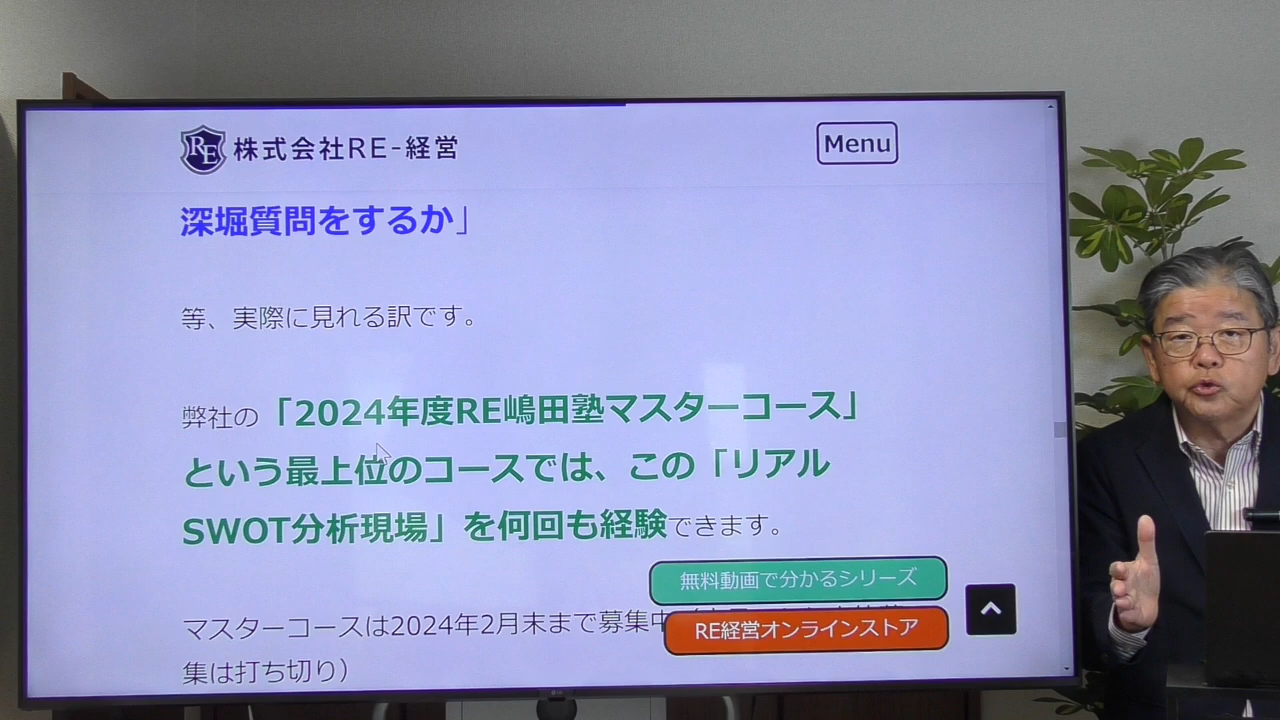 RE 株式会社RE-経営
Menu
深堀質問をするか」
等、実際に見れる訳です。
弊社の「2024年度RE嶋田塾マスターコース」
という最上位のコースでは、この「リアル
SWOT分析現場」を何回も経験できます。
無料動画で分かるシリーズ
マスターコースは2024年2月末まで募集中
RE経営オンラインストア
集は打ち切り）
LG